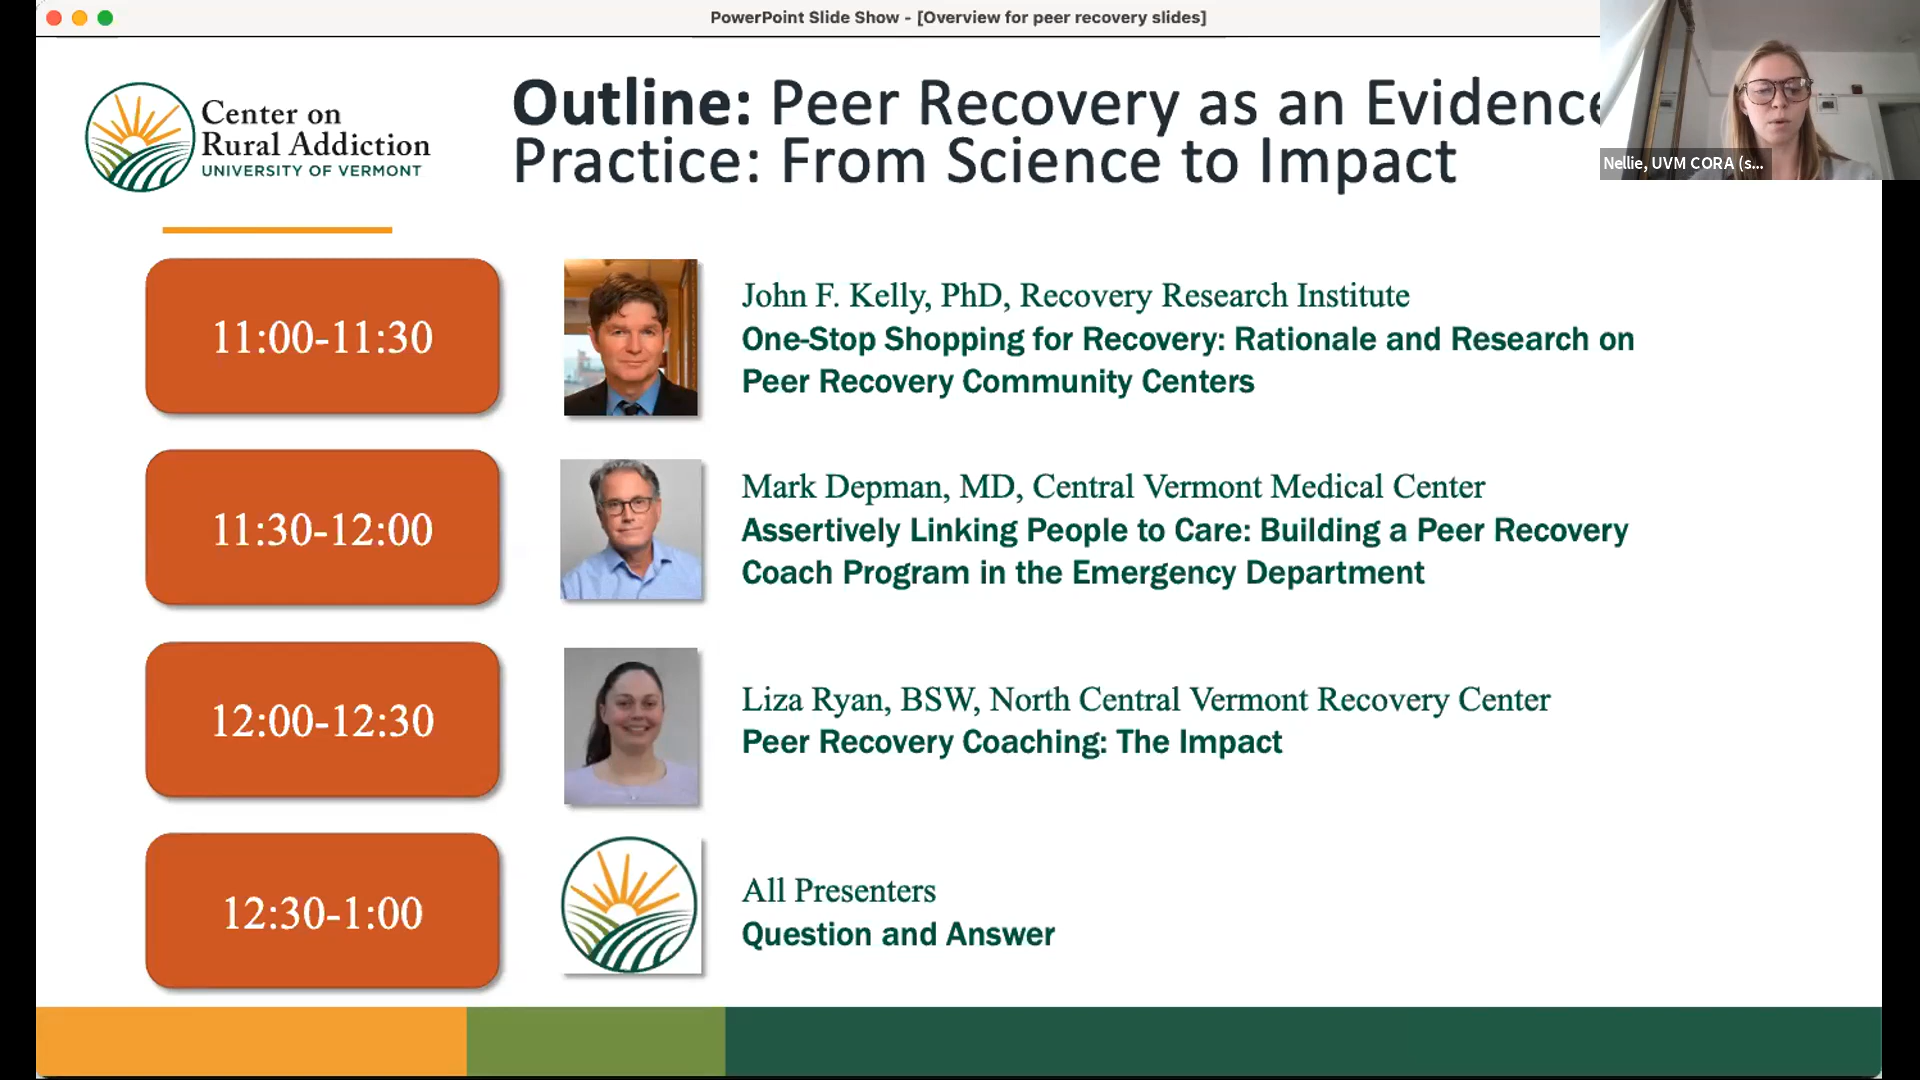 PowerPoint Slide Show - [Overview for peer recovery slides]
Center on
Rural Addiction
UNIVERSITY OF VERMONT
Outline: Peer Recovery as an Evidence
Practice: From Science to Impact
Nellie, UVM CORA (s...
11:00-11:30
John F. Kelly, PhD, Recovery Research Institute
One-Stop Shopping for Recovery: Rationale and Research on
Peer Recovery Community Centers
11:30-12:00
Mark Depman, MD, Central Vermont Medical Center
Assertively Linking People to Care: Building a Peer Recovery
Coach Program in the Emergency Department
12:00-12:30
Liza Ryan, BSW, North Central Vermont Recovery Center
Peer Recovery Coaching: The Impact
12:30-1:00
All Presenters
Question and Answer